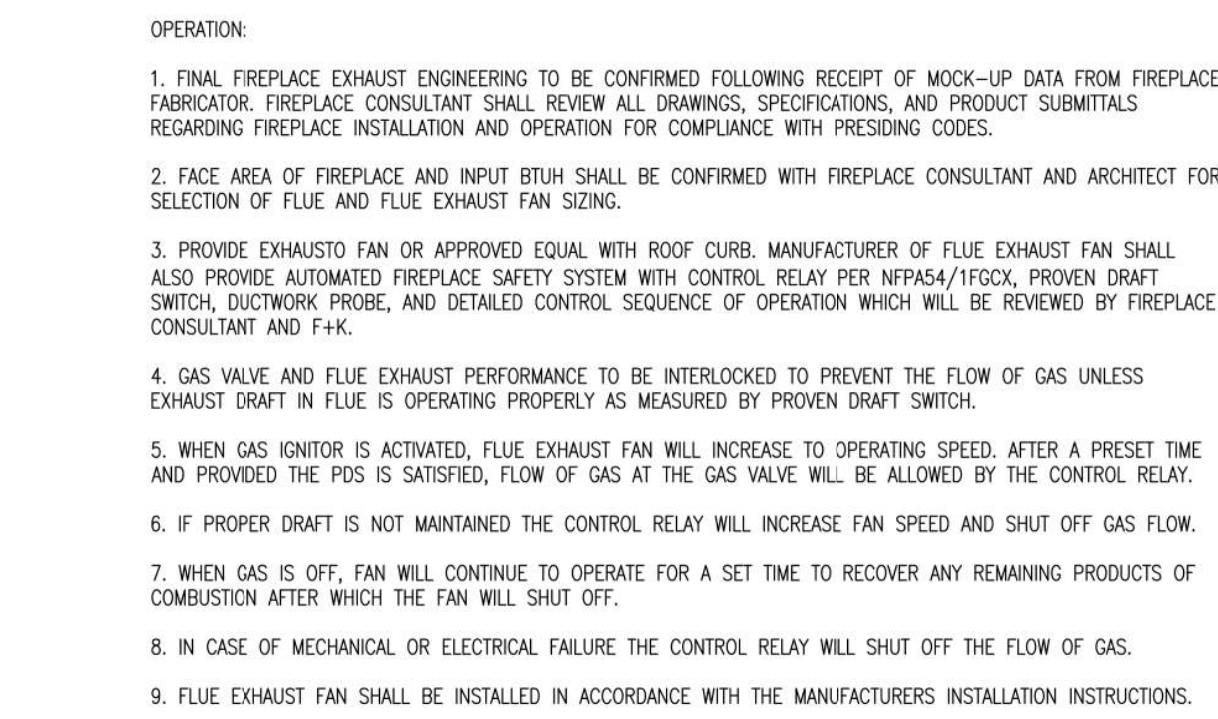 OPERATION:
1. FINAL FIREPLACE EXHAUST ENGINEERING TO BE CONFIRMED FOLLOWING RECEIPT OF MOCK-UP DATA FROM FIREPLACE
FABRICATOR. FIREPLACE CONSULTANT SHALL REVIEW ALL DRAWINGS, SPECIFICATIONS, AND PRODUCT SUBMITTALS
REGARDING FIREPLACE INSTALLATION AND OPERATION FOR COMPLIANCE WITH PRESIDING CODES.
2. FACE AREA OF FIREPLACE AND INPUT BTUH SHALL BE CONFIRMED WITH FIREPLACE CONSULTANT AND ARCHITECT FOR
SELECTION OF FLUE AND FLUE EXHAUST FAN SIZING.
3. PROVIDE EXHAUSTO FAN OR APPROVED EQUAL WITH ROOF CURB. MANUFACTURER OF FLUE EXHAUST FAN SHALL
ALSO PROVIDE AUTOMATED FIREPLACE SAFETY SYSTEM WITH CONTROL RELAY PER NFPA54/1FGCX, PROVEN DRAFT
SWITCH, DUCTWORK PROBE, AND DETAILED CONTROL SEQUENCE OF OPERATION WHICH WILL BE REVIEWED BY FIREPLACE
CONSULTANT AND F+K.
4. GAS VALVE AND FLUE EXHAUST PERFORMANCE TO BE INTERLOCKED TO PREVENT THE FLOW OF GAS UNLESS
EXHAUST DRAFT IN FLUE IS OPERATING PROPERLY AS MEASURED BY PROVEN DRAFT SWITCH.
5. WHEN GAS IGNITOR IS ACTIVATED, FLUE EXHAUST FAN WILL INCREASE TO OPERATING SPEED. AFTER A PRESET TIME
AND PROVIDED THE PDS IS SATISFIED, FLOW OF GAS AT THE GAS VALVE WILL BE ALLOWED BY THE CONTROL RELAY.
6. IF PROPER DRAFT IS NOT MAINTAINED THE CONTROL RELAY WILL INCREASE FAN SPEED AND SHUT OFF GAS FLOW.
7. WHEN GAS IS OFF, FAN WILL CONTINUE TO OPERATE FOR A SET TIME TO RECOVER ANY REMAINING PRODUCTS OF
COMBUSTION AFTER WHICH THE FAN WILL SHUT OFF.
8. IN CASE OF MECHANICAL OR ELECTRICAL FAILURE THE CONTROL RELAY WILL SHUT OFF THE FLOW OF GAS.
9. FLUE EXHAUST FAN SHALL BE INSTALLED IN ACCORDANCE WITH THE MANUFACTURERS INSTALLATION INSTRUCTIONS.